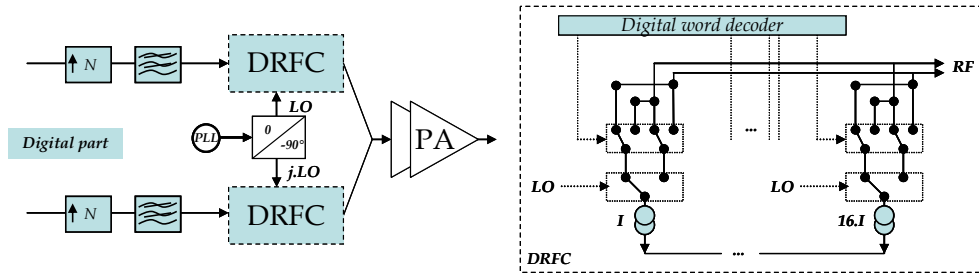 Digital word decoder
RF
N
DRFC
LO
PLL
0
-90°
PA
...
Digital part
j.LO
LO
LO
N
DRFC
I
16.I
...
DRFC